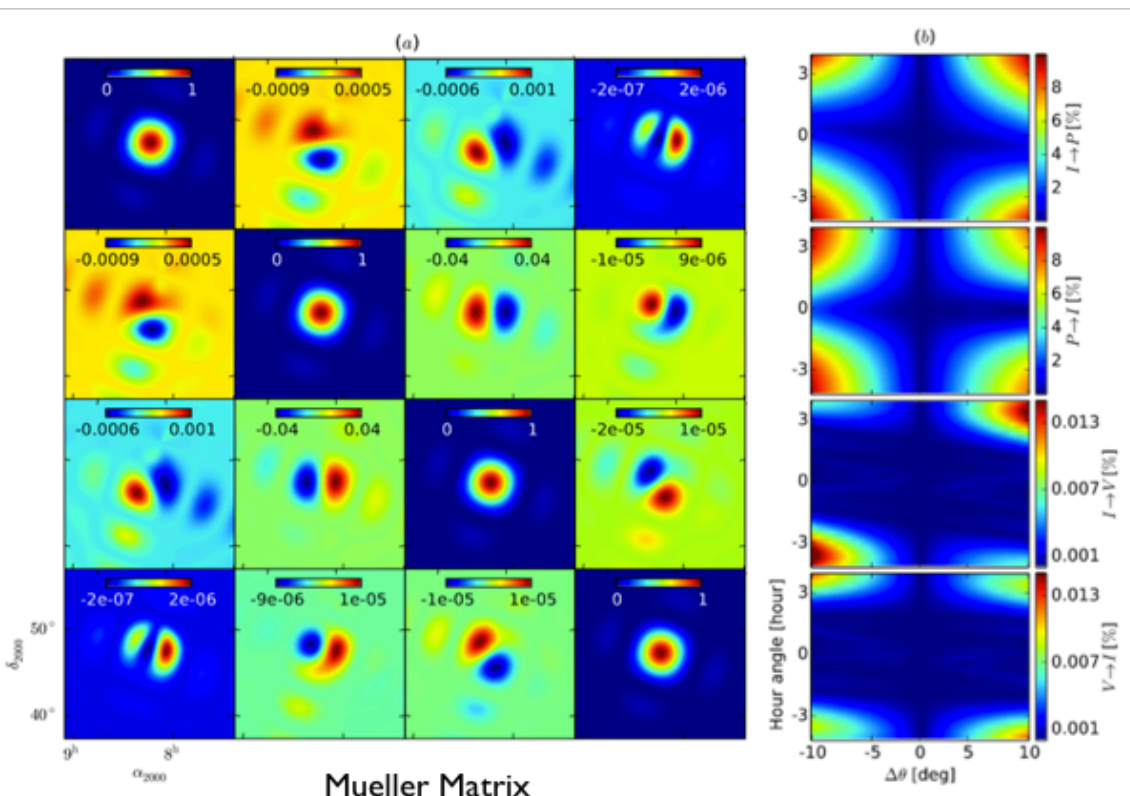 (a)
(b)
0 1
-0.0009 0.0005
-0.0006 0.001
-2e-07 2e-06
-0.0009 0.0005
0 1
-0.04 0.04
-1e-05 9e-06
-0.0006 0.001
-0.04 0.04
0 1
-2e-05 1e-05
-2e-07 2e-06
-9e-06 1e-05
-1e-05 1e-05
0 1
50°
40°
δ2000
9h 8h
α2000
Mueller Matrix
3
0
-3
8
6
4
2
I→P [%]
3
0
-3
8
6
4
2
P→I [%]
3
0
-3
0.013
0.007
0.001
I→V [%]
3
0
-3
0.013
0.007
0.001
V→I [%]
Hour angle [hour]
-10 -5 0 5 10
Δθ [deg]